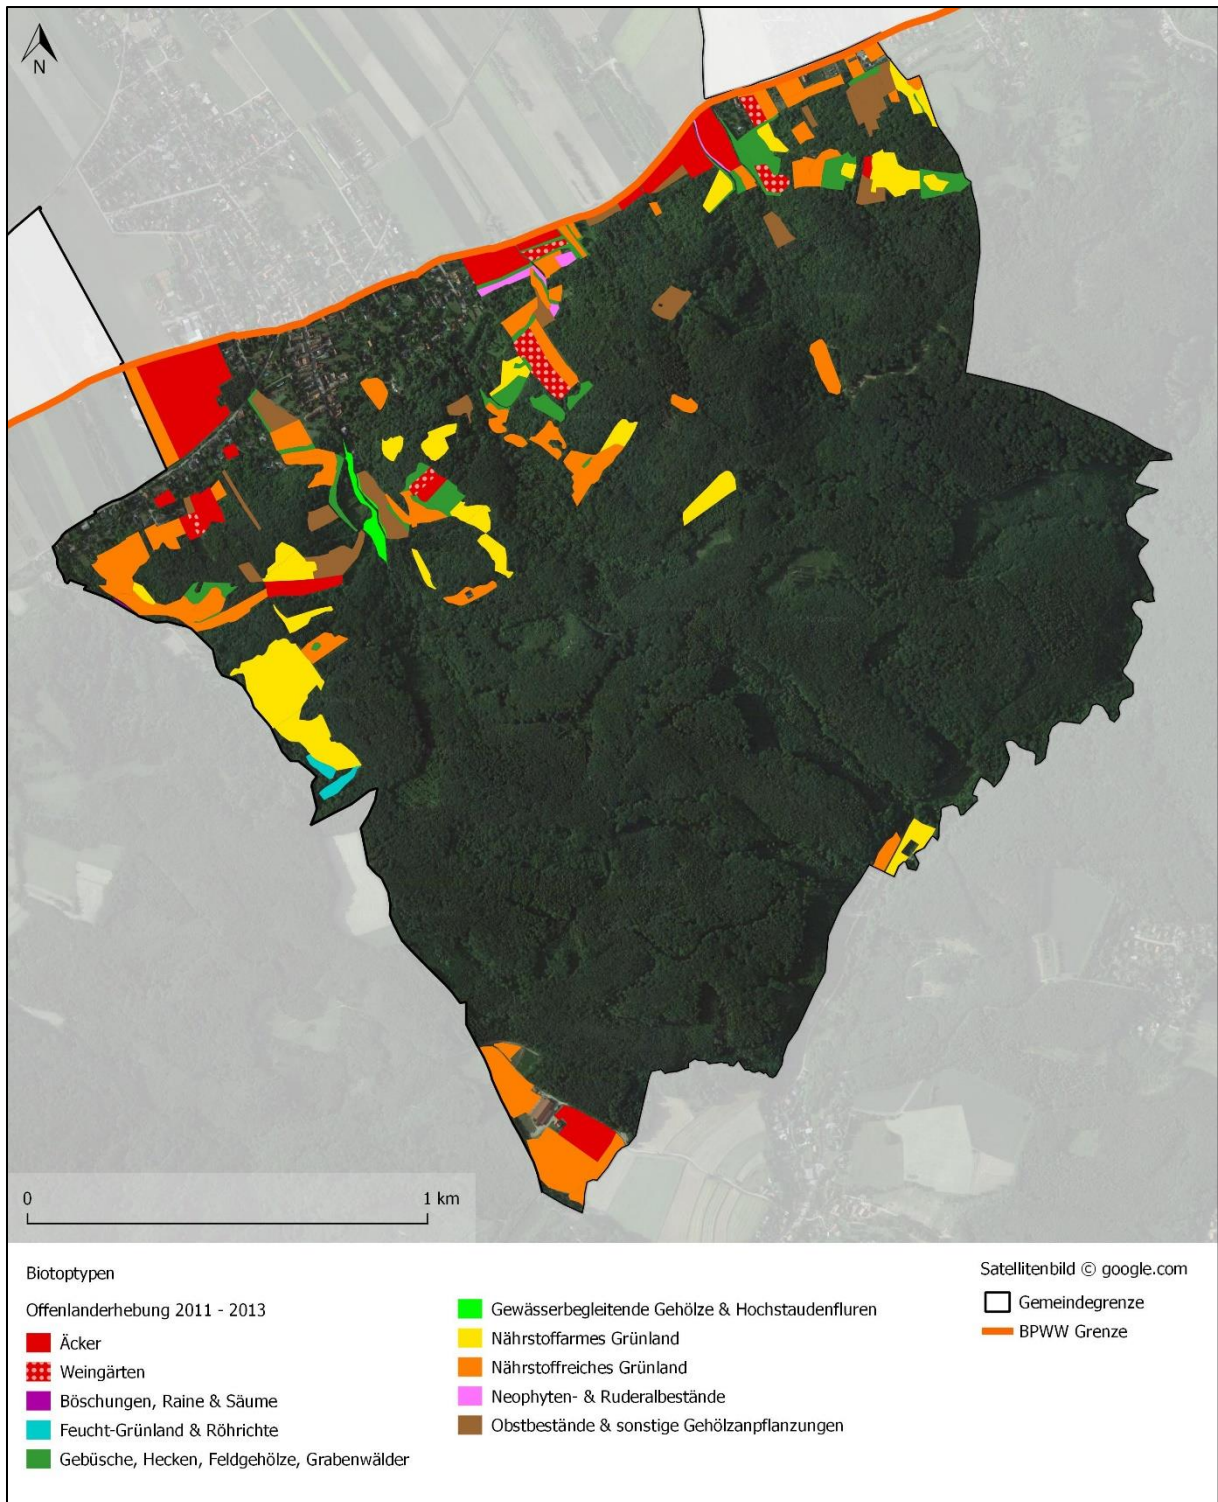 N
0 1 km
Biotoptypen
Offenlanderhebung 2011 - 2013
Äcker
Weingärten
Böschungen, Raine & Säume
Feucht-Grünland & Röhrichte
Gebüsche, Hecken, Feldgehölze, Grabenwälder
Gewässerbegleitende Gehölze & Hochstaudenfluren
Nährstoffarmes Grünland
Nährstoffreiches Grünland
Neophyten- & Ruderalbestände
Obstbestände & sonstige Gehölzanpflanzungen
Satellitenbild © google.com
Gemeindegrenze
BPWW Grenze